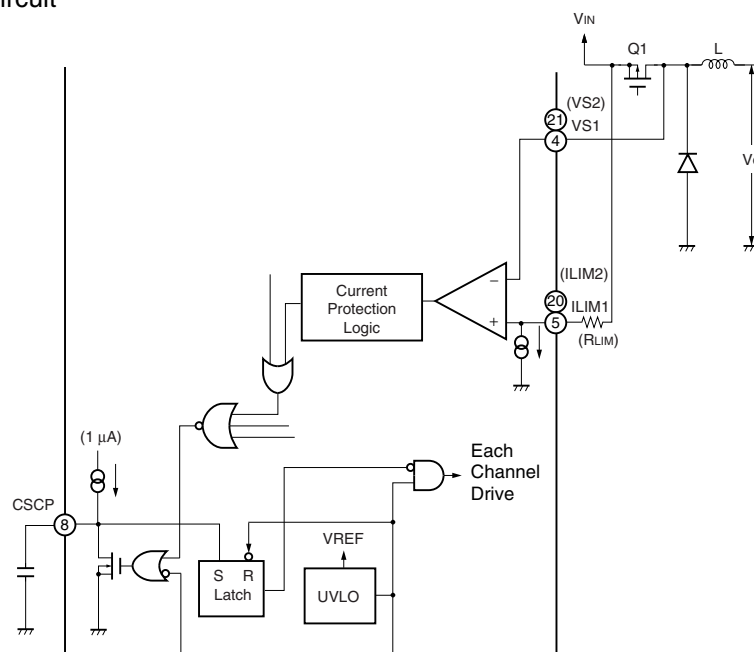 VIN
Q1
L
(VS2)
21
VS1
4
(ILIM2)
20
ILIM1
5
(RLIM)
−
+
Current
Protection
Logic
(1 μA)
CSCP
8
Each
Channel
Drive
VREF
S R
Latch
UVLO